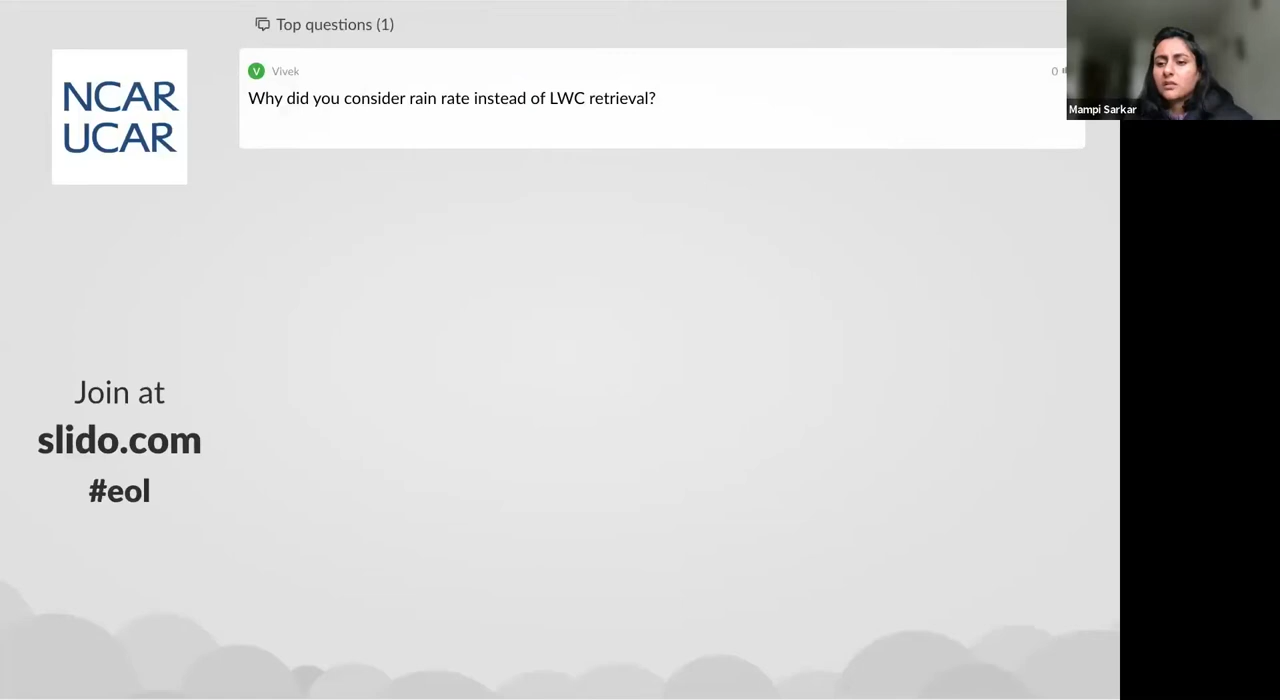 Top questions (1)
NCAR
UCAR
V
Vivek
0
Why did you consider rain rate instead of LWC retrieval?
Mampi Sarkar
Join at
slido.com
#eol